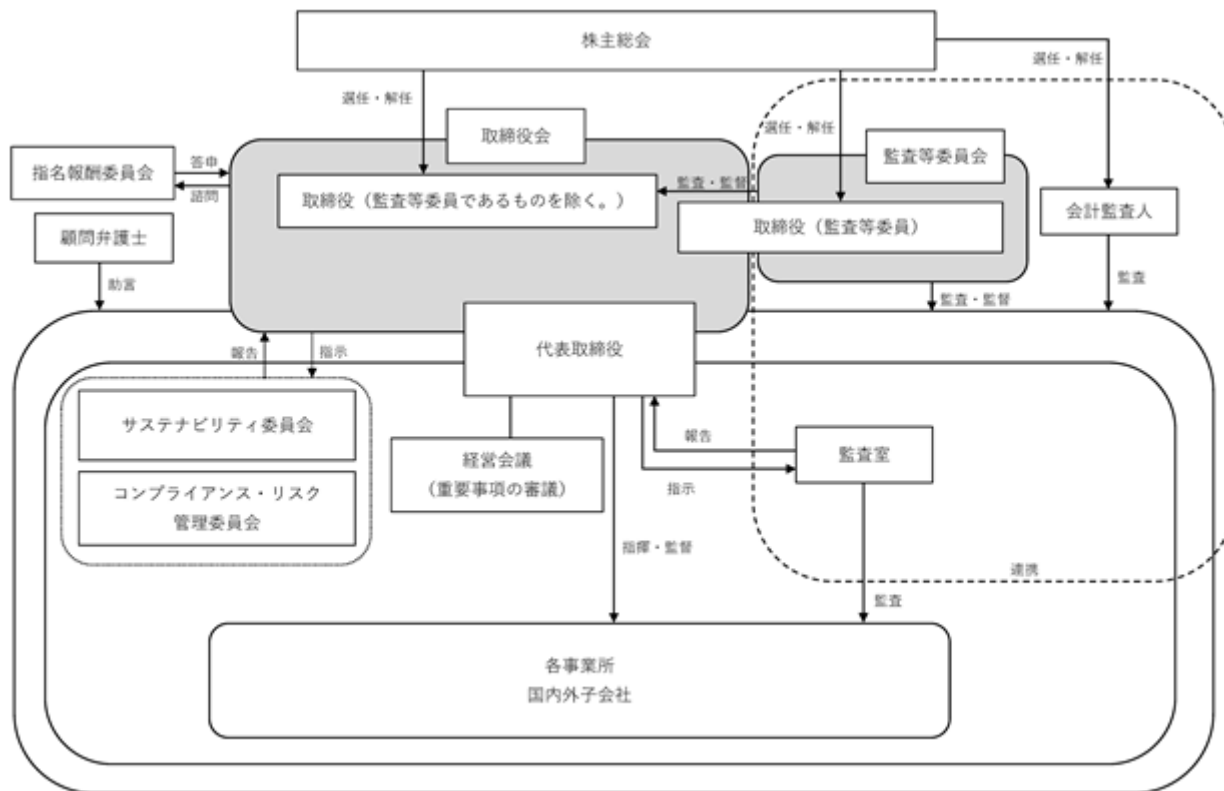 株主総会
選任・解任
選任・解任
選任・解任
取締役会
監査等委員会
指名報酬委員会
答申
諮問
取締役（監査等委員であるものを除く。）
監査・監督
取締役（監査等委員）
会計監査人
顧問弁護士
助言
監査・監督
監査
代表取締役
報告
指示
サステナビリティ委員会
コンプライアンス・リスク
管理委員会
経営会議
（重要事項の審議）
報告
指示
監査室
指揮・監督
連携
監査
各事業所
国内外子会社